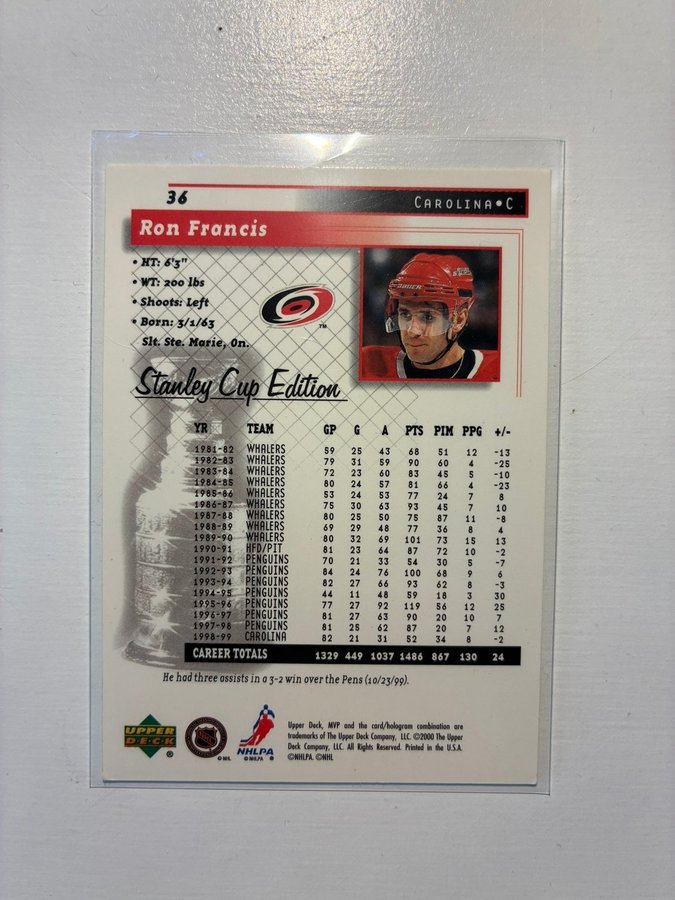 36
CAROLINA • C
Ron Francis
• HT: 6'3"
• WT: 200 lbs
• Shoots: Left
• Born: 3/1/63
Slt. Ste. Marie, On.
™
Stanley Cup Edition
YR TEAM GP G A PTS PIM PPG +/-
1981-82 WHALERS 59 25 43 68 51 12 -13
1982-83 WHALERS 79 31 59 90 60 4 -25
1983-84 WHALERS 72 23 60 83 45 5 -10
1984-85 WHALERS 80 24 57 81 66 4 -23
1985-86 WHALERS 53 24 53 77 24 7 8
1986-87 WHALERS 75 30 63 93 45 7 10
1987-88 WHALERS 80 25 50 75 87 11 -8
1988-89 WHALERS 69 29 48 77 36 8 4
1989-90 WHALERS 80 32 69 101 73 15 13
1990-91 HFD/PIT 81 23 64 87 72 10 -2
1991-92 PENGUINS 70 21 33 54 30 5 -7
1992-93 PENGUINS 84 24 76 100 68 9 6
1993-94 PENGUINS 82 27 66 93 62 8 -3
1994-95 PENGUINS 44 11 48 59 18 3 30
1995-96 PENGUINS 77 27 92 119 56 12 25
1996-97 PENGUINS 81 27 63 90 20 10 7
1997-98 PENGUINS 81 25 62 87 20 7 12
1998-99 CAROLINA 82 21 31 52 34 8 -2
CAREER TOTALS 1329 449 1037 1486 867 130 24
He had three assists in a 3-2 win over the Pens (10/23/99).
UPPER
DECK
®
© NHL
NHLPA
© NHLPA ®
Upper Deck, MVP and the card/hologram combination are
trademarks of The Upper Deck Company, LLC. ©2000 The Upper
Deck Company, LLC. All Rights Reserved. Printed in the U.S.A.
©NHLPA. ©NHL